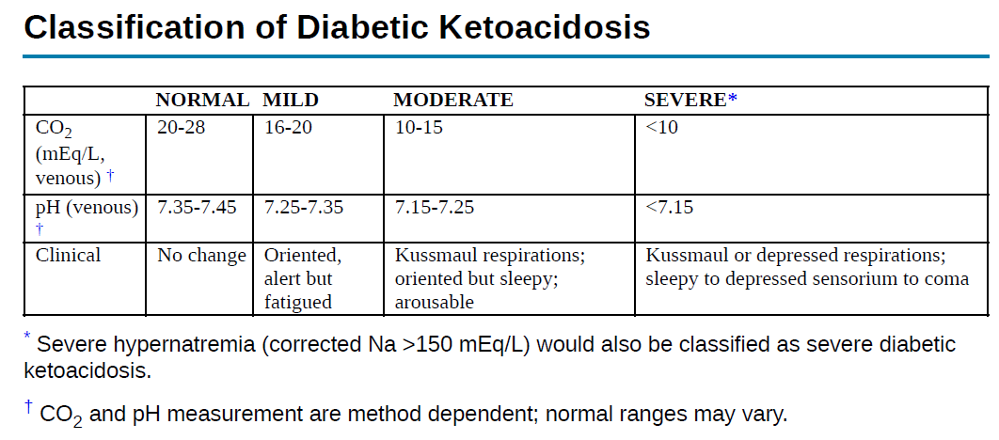 Classification of Diabetic Ketoacidosis
NORMAL MILD MODERATE SEVERE*
CO₂ 20-28 16-20 10-15 <10
(mEq/L,
venous) †
pH (venous) 7.35-7.45 7.25-7.35 7.15-7.25 <7.15
†
Clinical No change Oriented, Kussmaul respirations; Kussmaul or depressed respirations;
alert but oriented but sleepy; sleepy to depressed sensorium to coma
fatigued arousable
* Severe hypernatremia (corrected Na >150 mEq/L) would also be classified as severe diabetic
ketoacidosis.
† CO₂ and pH measurement are method dependent; normal ranges may vary.